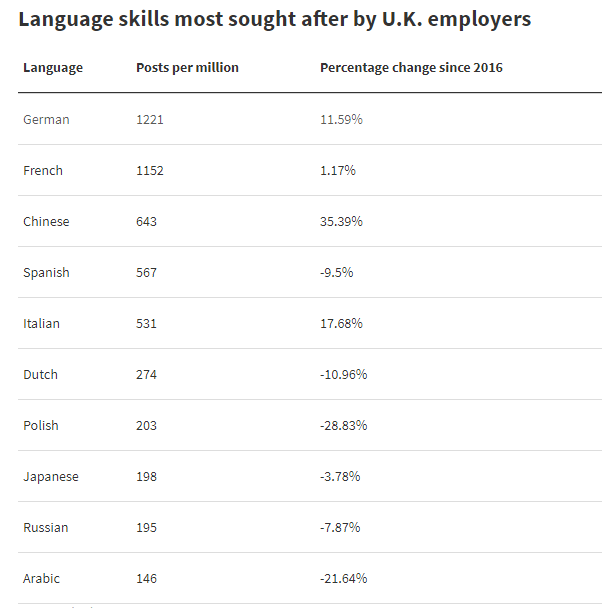 Language skills most sought after by U.K. employers
Language Posts per million Percentage change since 2016
German 1221 11.59%
French 1152 1.17%
Chinese 643 35.39%
Spanish 567 -9.5%
Italian 531 17.68%
Dutch 274 -10.96%
Polish 203 -28.83%
Japanese 198 -3.78%
Russian 195 -7.87%
Arabic 146 -21.64%